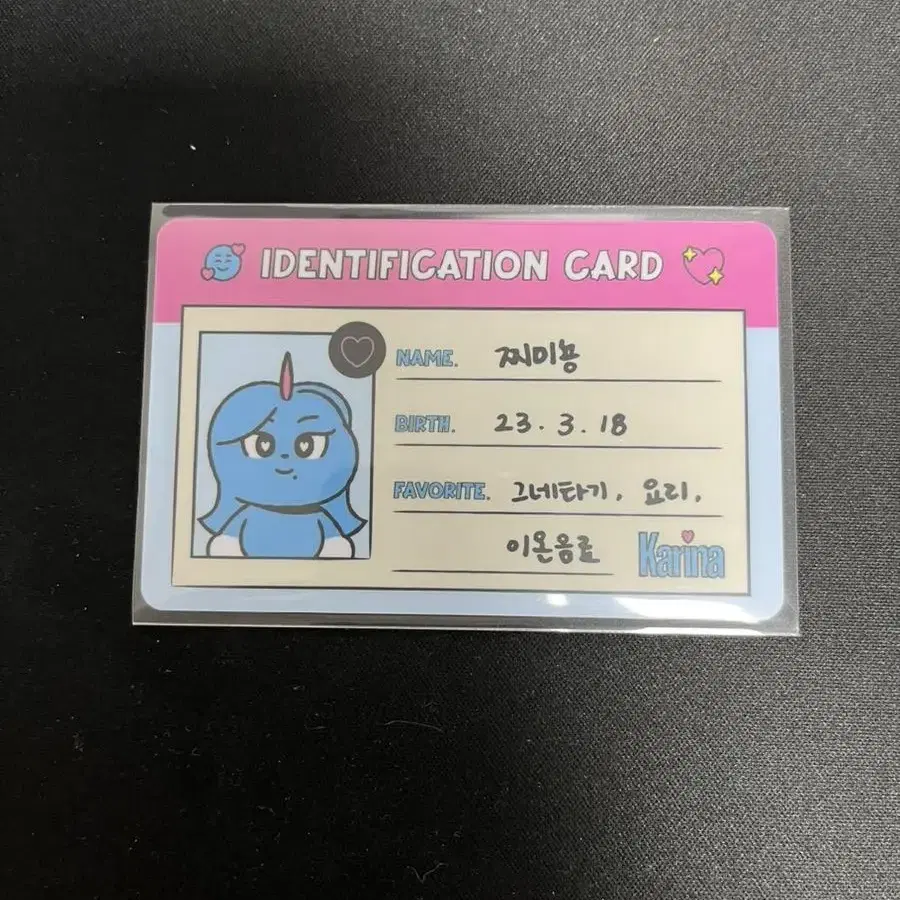 IDENTIFICATION CARD
NAME. 찌미뇽
BIRTH. 23.3.18
FAVORITE. 그네타기, 요리,
이온음료
Karina